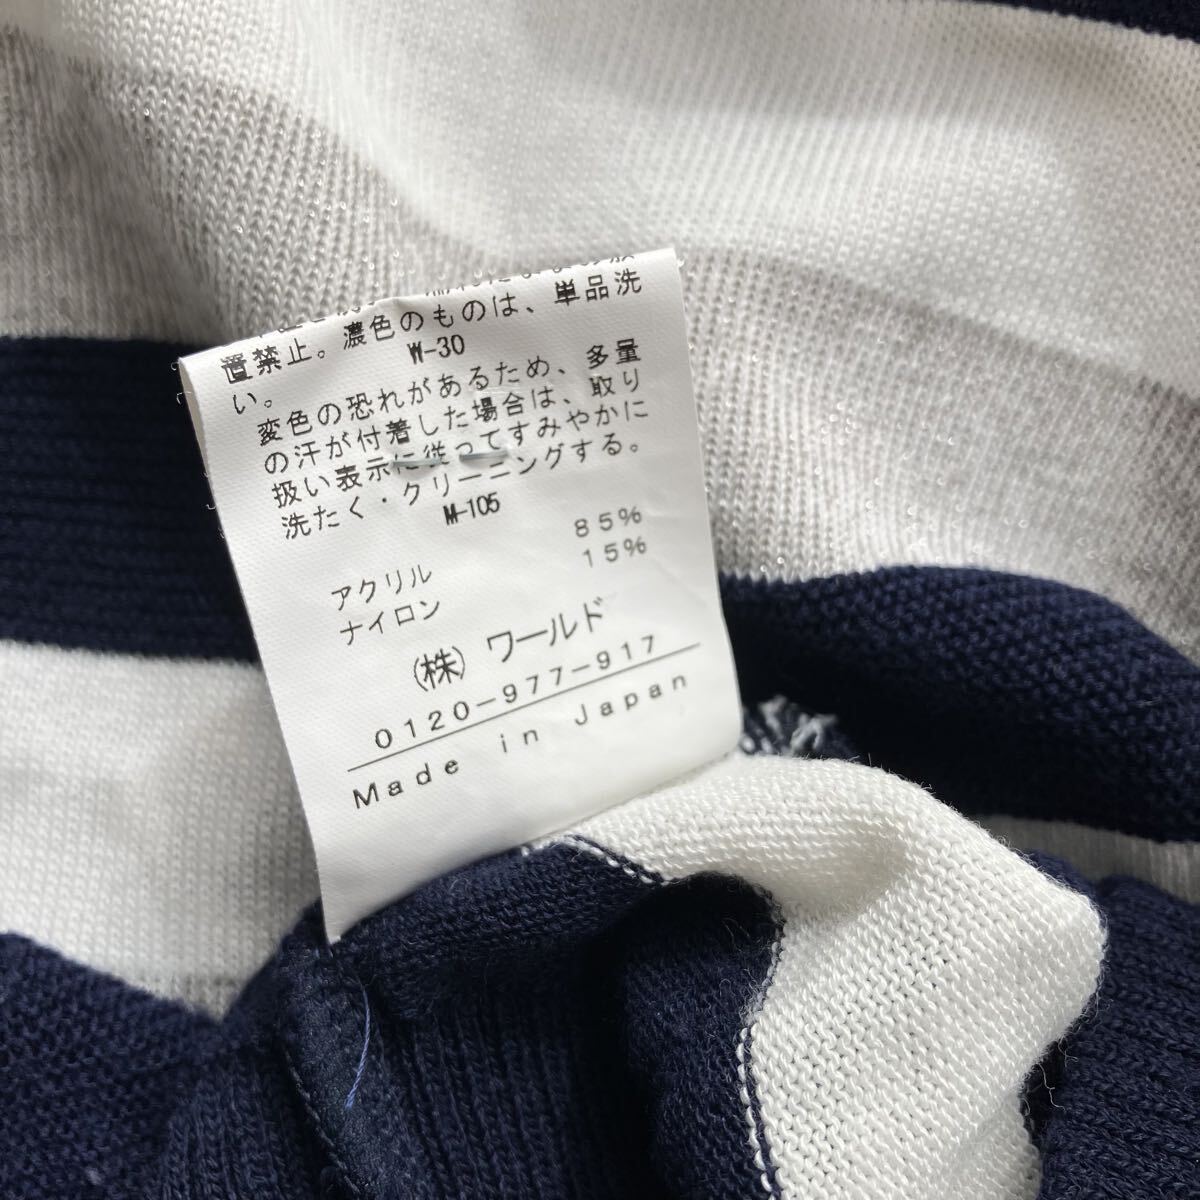 置禁止。濃色のものは、単品洗
い。
W-30
変色の恐れがあるため、多量
の汗が付着した場合は、取り
扱い表示に従ってすみやかに
洗たく・クリーニングする。
M-105
アクリル 85%
ナイロン 15%
(株) ワールド
0120-977-917
Made in Japan